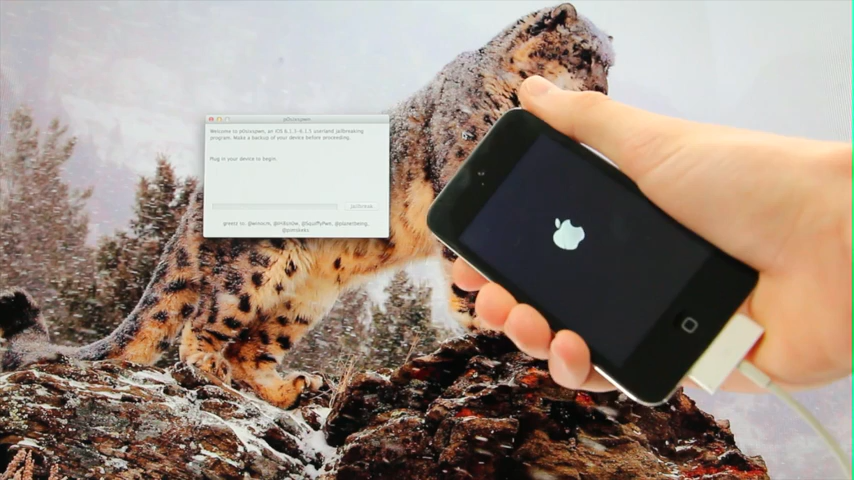 p0sixspwn
Welcome to p0sixspwn, an iOS 6.1.3-6.1.5 userland jailbreaking
program. Make a backup of your device before proceeding.
Plug in your device to begin.
Jailbreak
greetz to: @winocm, @iH8sn0w, @SquiffyPwn, @planetbeing,
@pimskeks